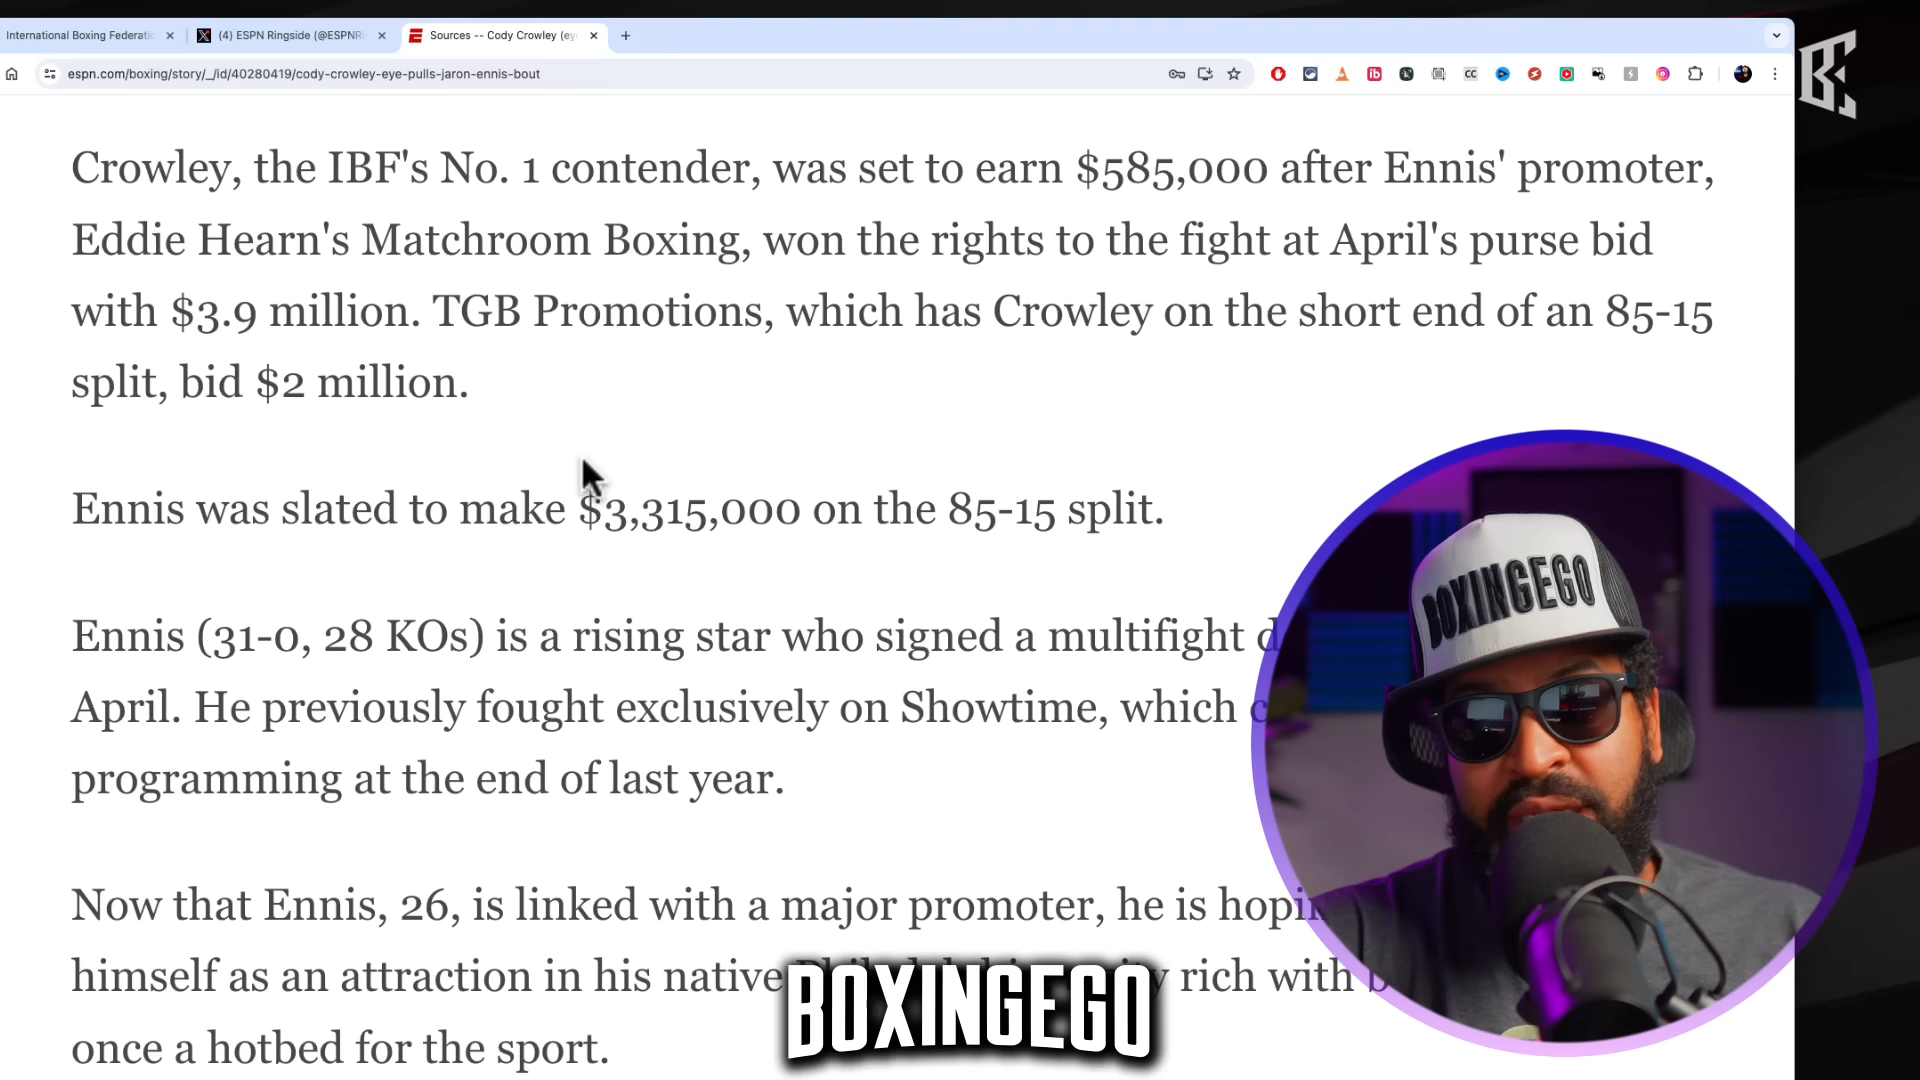 International Boxing Federati
(4) ESPN Ringside (@ESPNRi
Sources -- Cody Crowley (ey
espn.com/boxing/story/_/id/40280419/cody-crowley-eye-pulls-jaron-ennis-bout
Crowley, the IBF's No. 1 contender, was set to earn $585,000 after Ennis' promoter,
Eddie Hearn's Matchroom Boxing, won the rights to the fight at April's purse bid
with $3.9 million. TGB Promotions, which has Crowley on the short end of an 85-15
split, bid $2 million.
Ennis was slated to make $3,315,000 on the 85-15 split.
Ennis (31-0, 28 KOs) is a rising star who signed a multifight d
April. He previously fought exclusively on Showtime, which c
programming at the end of last year.
Now that Ennis, 26, is linked with a major promoter, he is hopin
himself as an attraction in his native rich with b
once a hotbed for the sport.
BOXINGEGO
BOXINGEGO